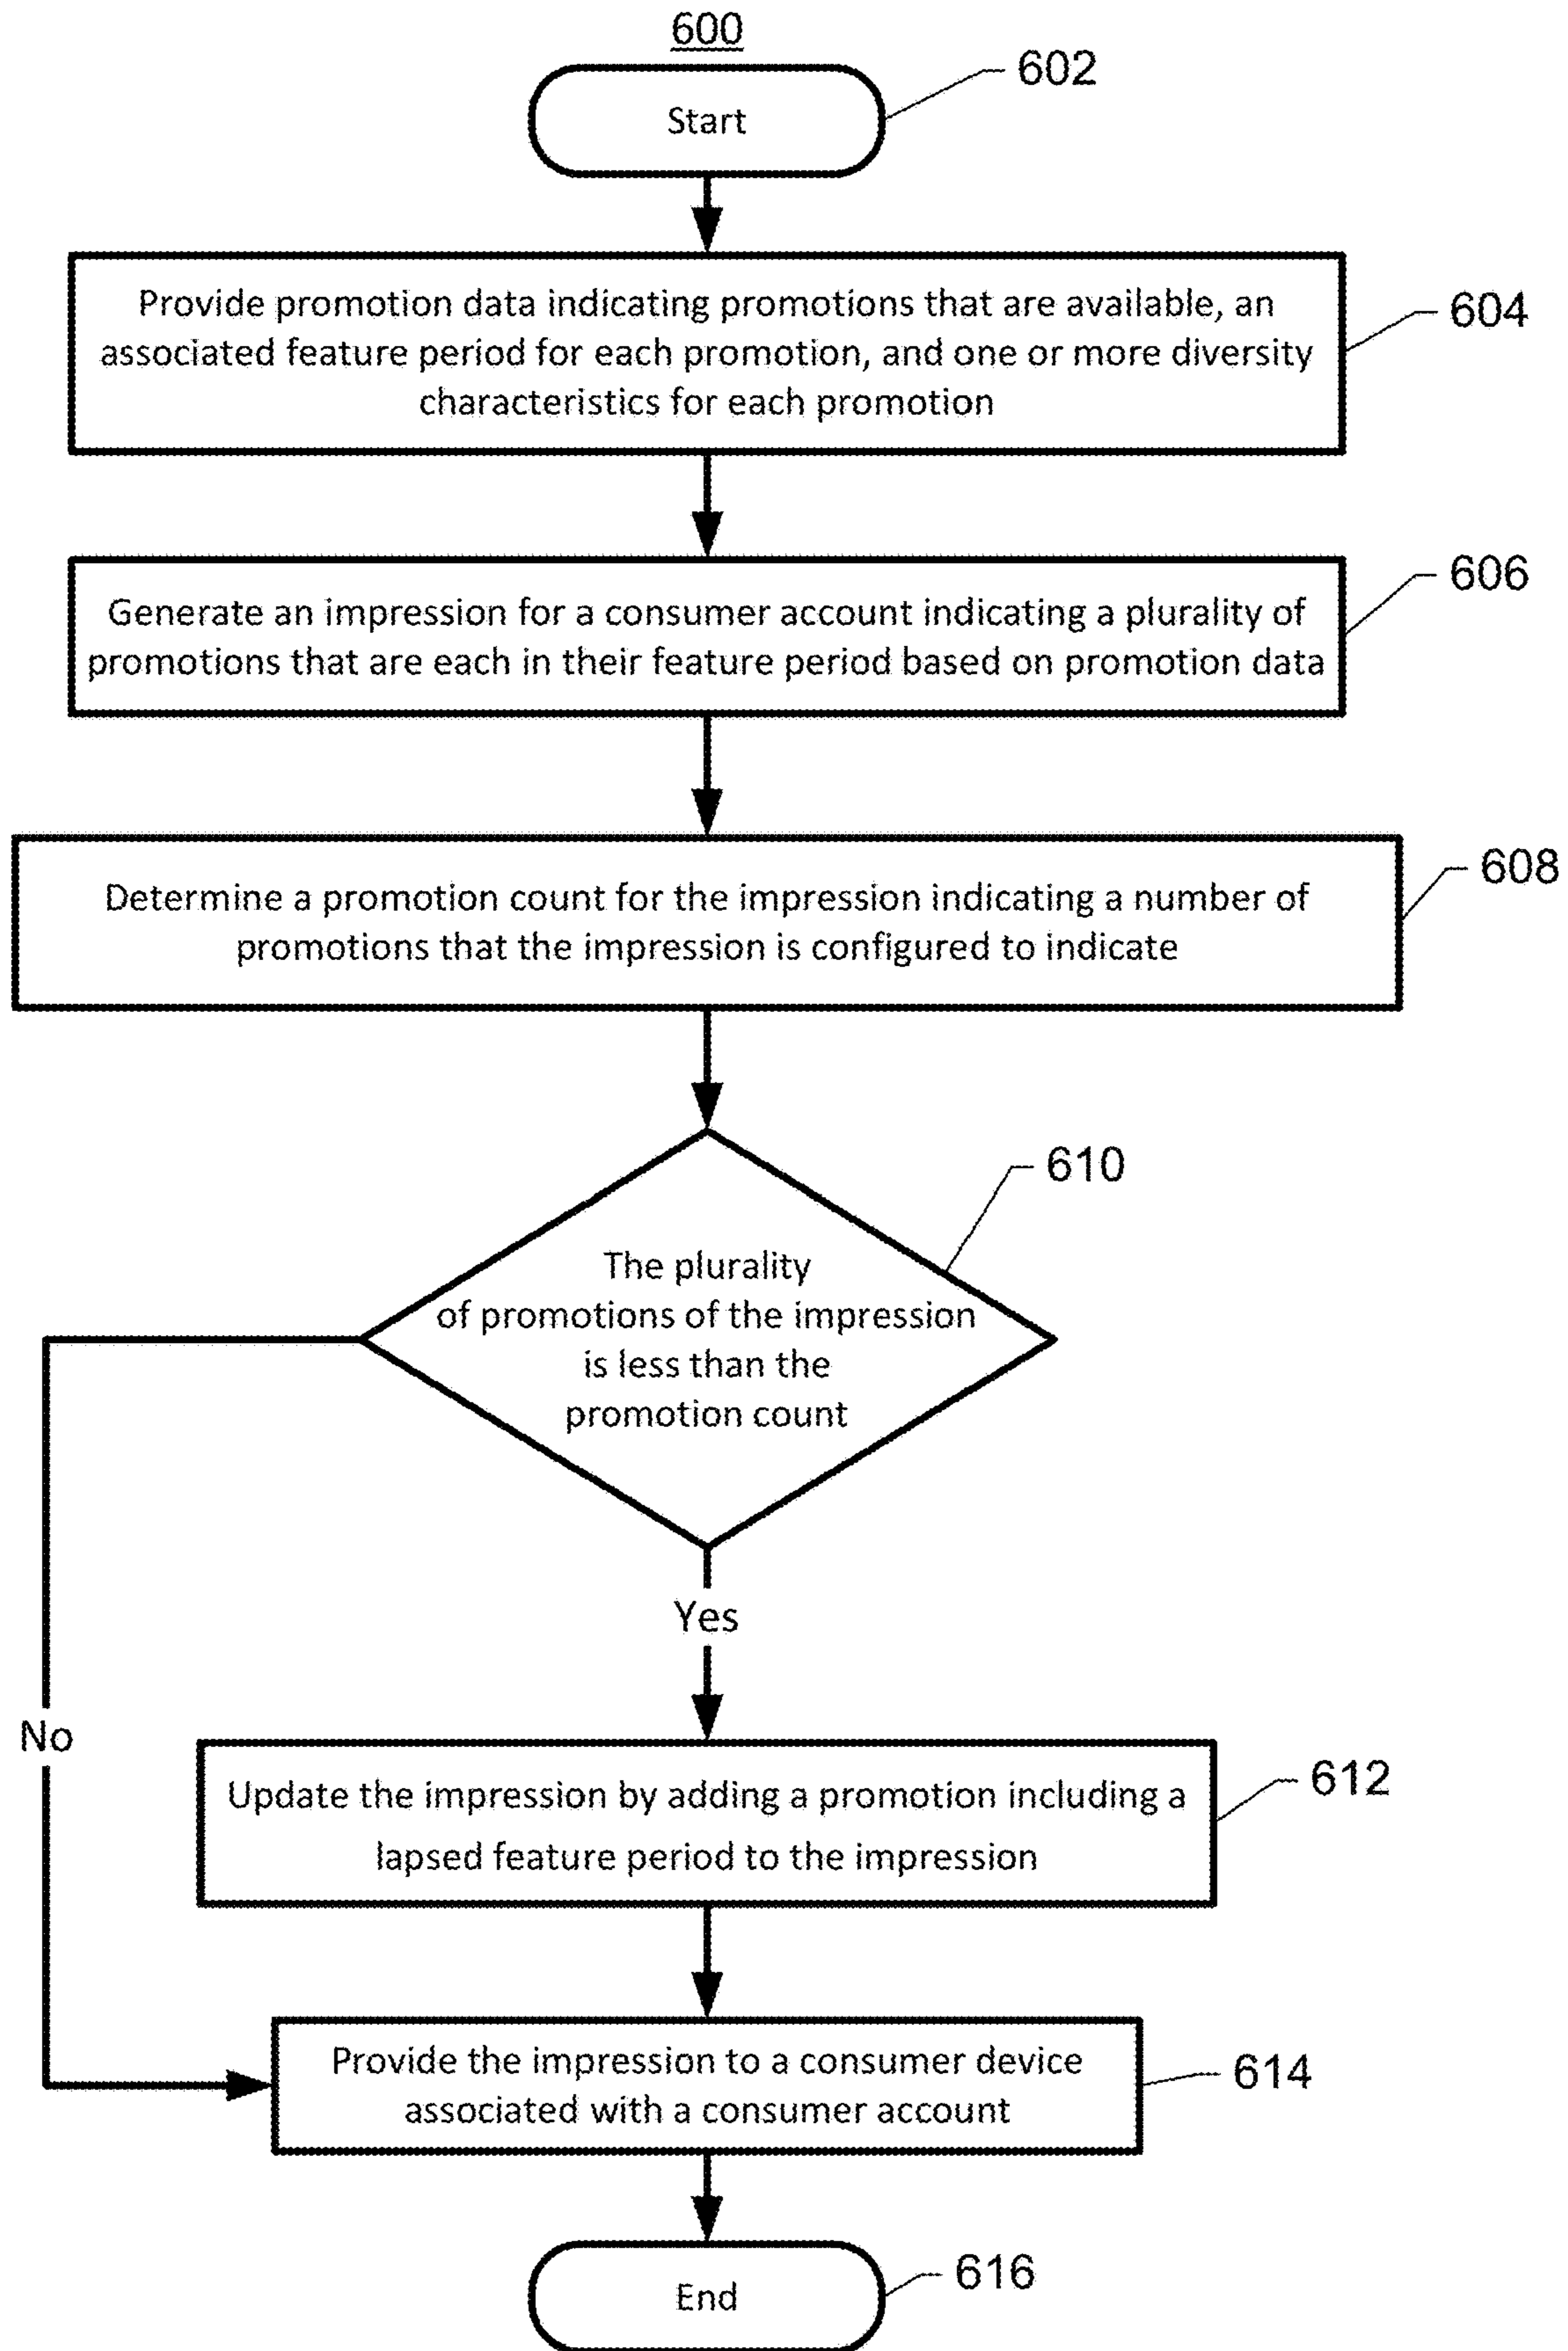 600
602
Start
Provide promotion data indicating promotions that are available, an
associated feature period for each promotion, and one or more diversity
characteristics for each promotion
604
Generate an impression for a consumer account indicating a plurality of
promotions that are each in their feature period based on promotion data
606
Determine a promotion count for the impression indicating a number of
promotions that the impression is configured to indicate
608
610
The plurality
of promotions of the impression
is less than the
promotion count
Yes
No
Update the impression by adding a promotion including a
lapsed feature period to the impression
612
Provide the impression to a consumer device
associated with a consumer account
614
End
616